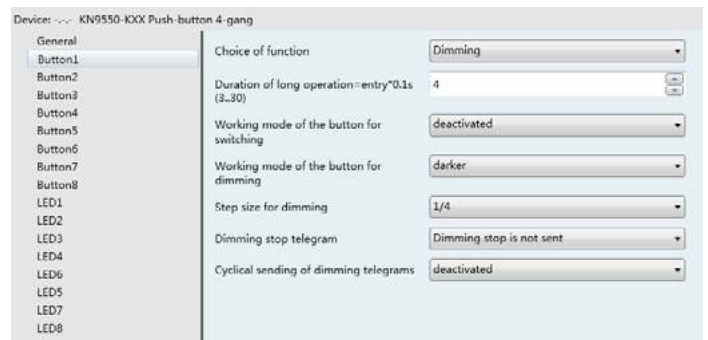 Device: -.-.- KN9550-KXX Push-button 4-gang
General
Button1
Button2
Button3
Button4
Button5
Button6
Button7
Button8
LED1
LED2
LED3
LED4
LED6
LED5
LED7
LED8
Choice of function
Dimming
Duration of long operation=entry*0.1s
(3..30)
4
Working mode of the button for
switching
deactivated
Working mode of the button for
dimming
darker
Step size for dimming
1/4
Dimming stop telegram
Dimming stop is not sent
Cyclical sending of dimming telegrams
deactivated